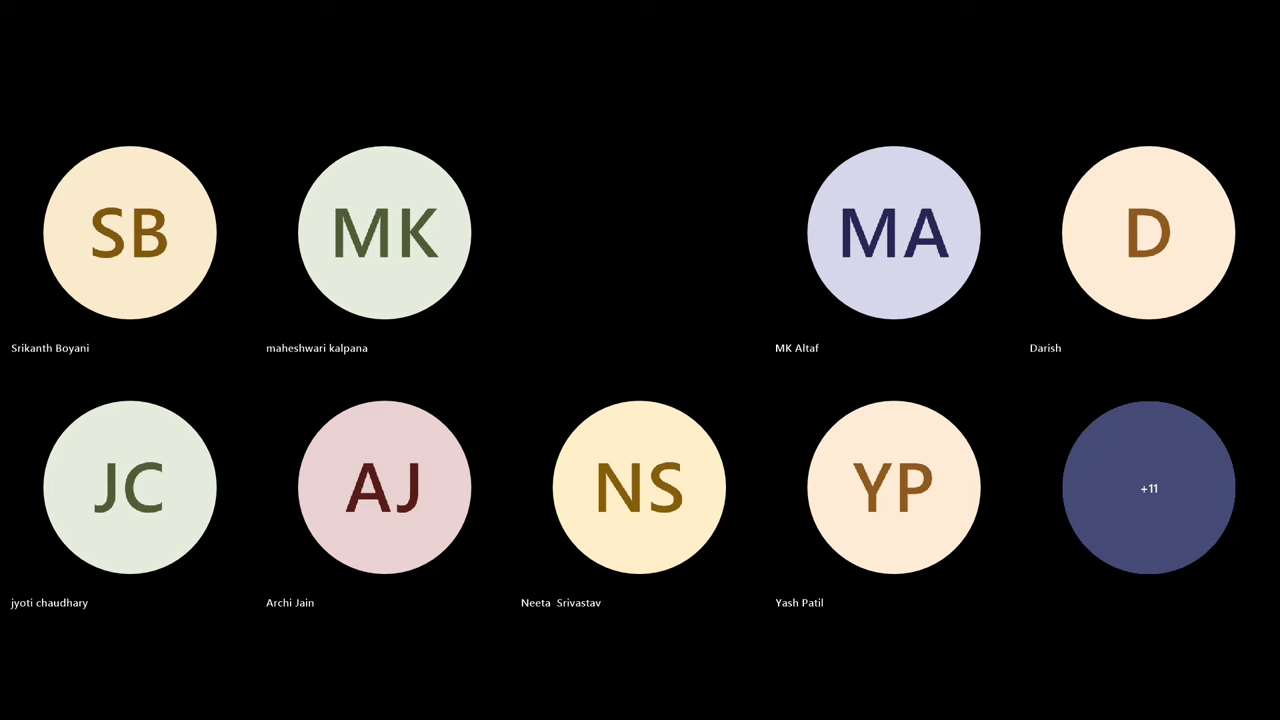 SB
MK
MA
D
Srikanth Boyani
maheshwari kalpana
MK Altaf
Darish
JC
AJ
NS
YP
+11
jyoti chaudhary
Archi Jain
Neeta  Srivastav
Yash Patil